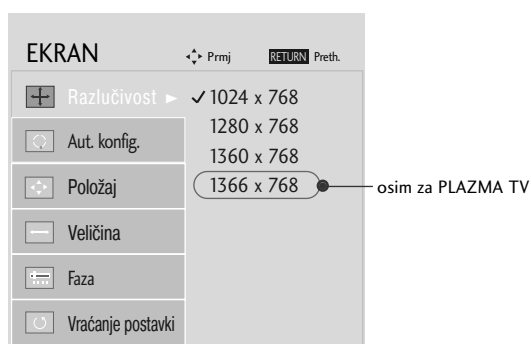 EKRAN
Prmj
RETURN Preth.
Razlučivost
1024 x 768
1280 x 768
1360 x 768
1366 x 768
osim za PLAZMA TV
Aut. konfig.
Položaj
Veličina
Faza
Vraćanje postavki